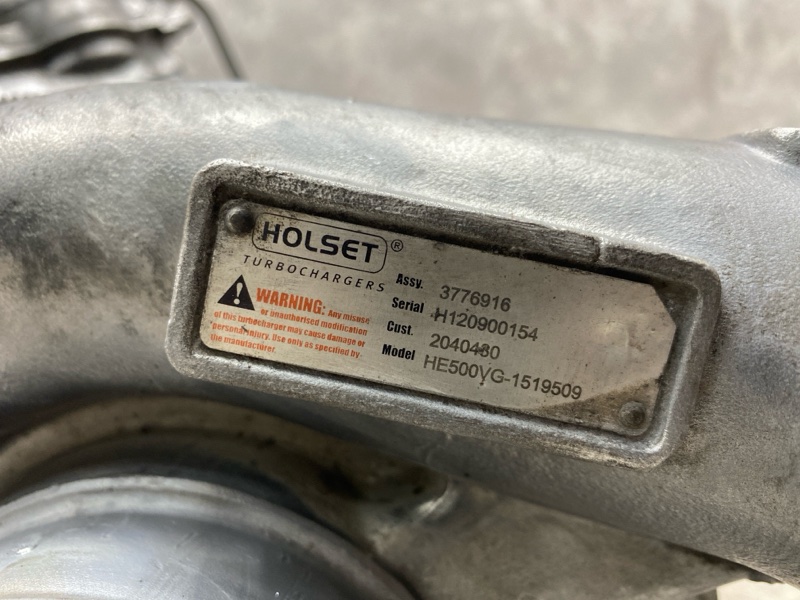 HOLSET®
TURBOCHARGERS
WARNING: Any misuse
or unauthorised modification
of this turbocharger may cause damage or
personal injury. Use only as specified by
the manufacturer.
Assy. 3776916
Serial H120900154
Cust. 2040480
Model HE500VG-1519509